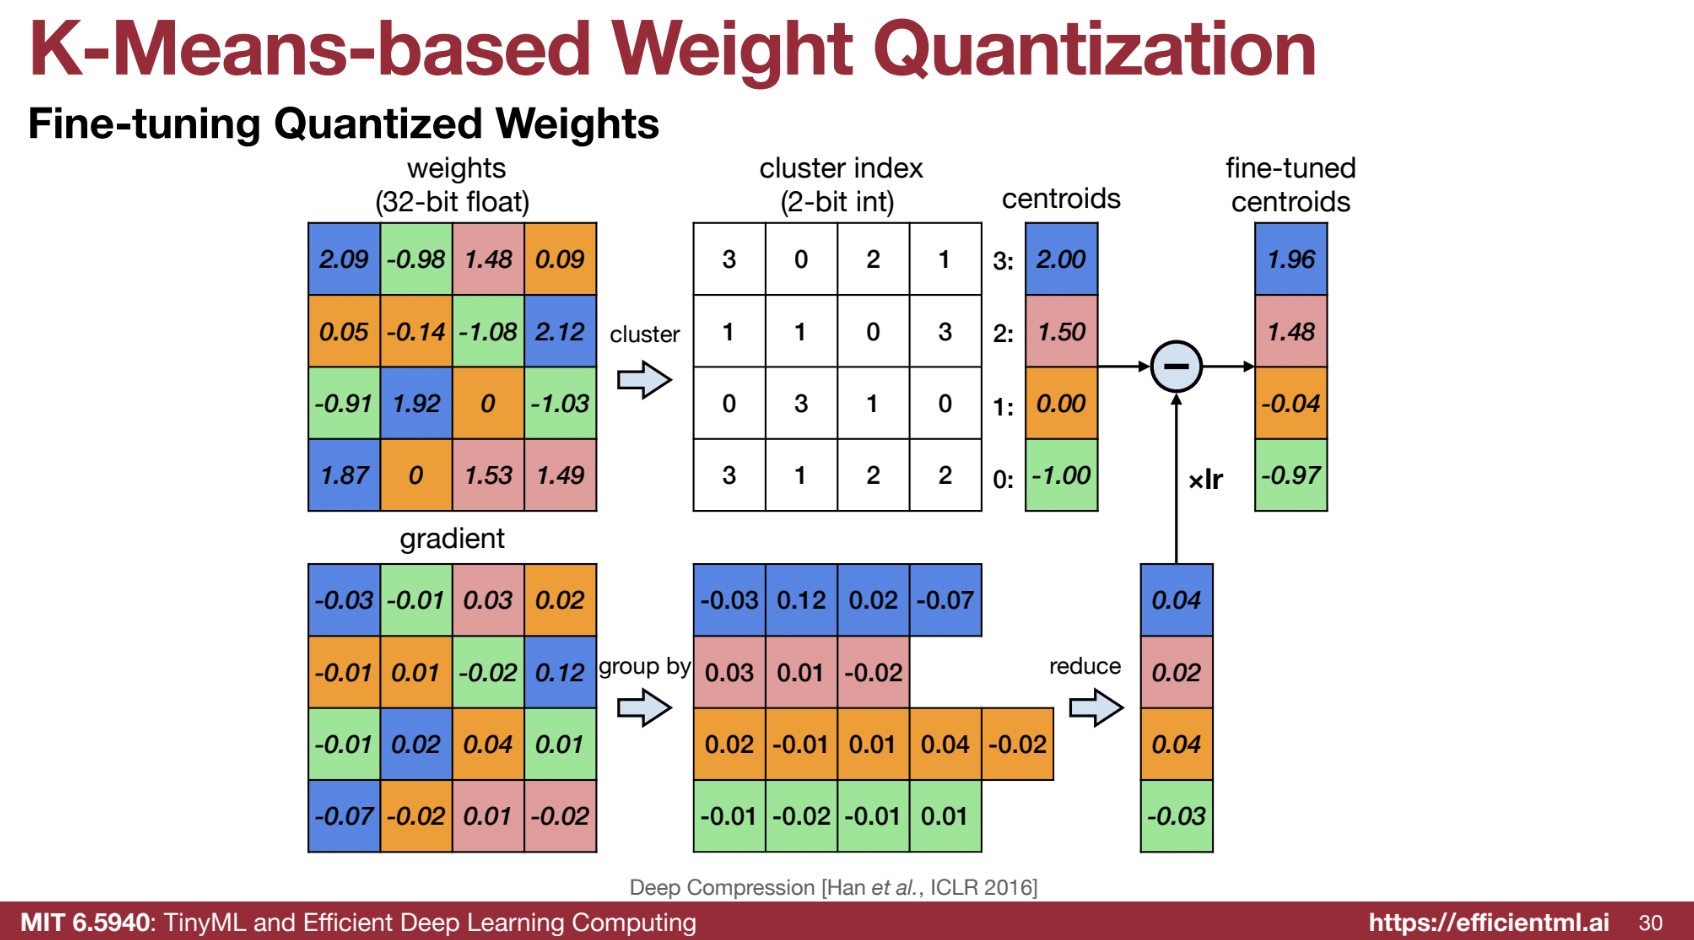 K-Means-based Weight Quantization
Fine-tuning Quantized Weights
weights
(32-bit float)
2.09 -0.98 1.48 0.09
0.05 -0.14 -1.08 2.12
-0.91 1.92 0 -1.03
1.87 0 1.53 1.49
cluster
cluster index
(2-bit int)
3 0 2 1
1 1 0 3
0 3 1 0
3 1 2 2
centroids
3: 2.00
2: 1.50
1: 0.00
0: -1.00
fine-tuned
centroids
1.96
1.48
-0.04
-0.97
×lr
gradient
-0.03 -0.01 0.03 0.02
-0.01 0.01 -0.02 0.12
-0.01 0.02 0.04 0.01
-0.07 -0.02 0.01 -0.02
group by
-0.03 0.12 0.02 -0.07
0.03 0.01 -0.02
0.02 -0.01 0.01 0.04 -0.02
-0.01 -0.02 -0.01 0.01
reduce
0.04
0.02
0.04
-0.03
Deep Compression [Han et al., ICLR 2016]
MIT 6.5940: TinyML and Efficient Deep Learning Computing
https://efficientml.ai 30